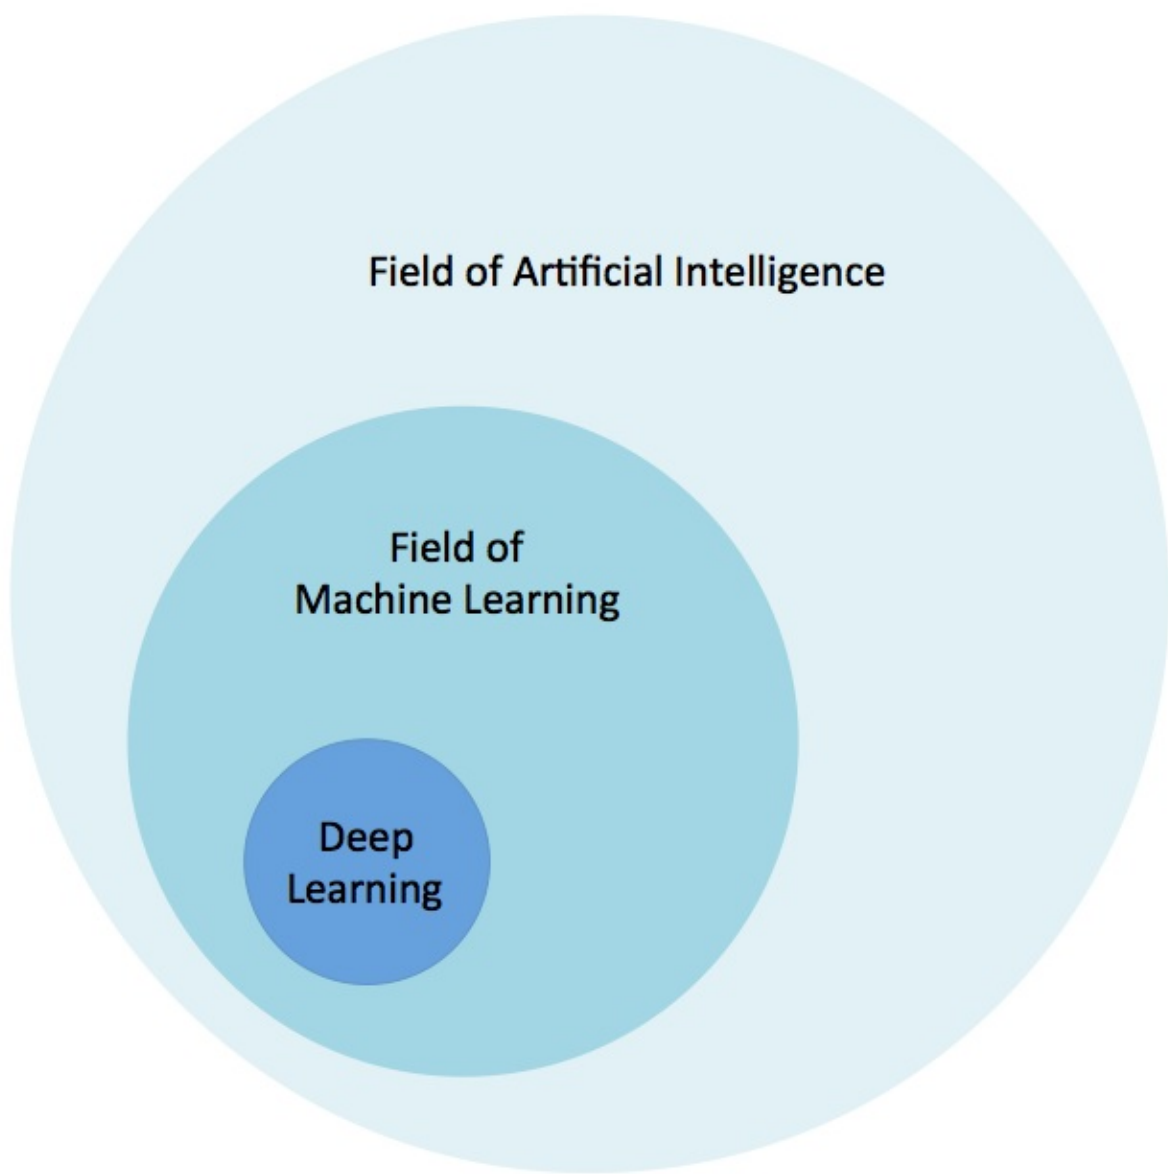 Field of Artificial Intelligence
Field of
Machine Learning
Deep
Learning